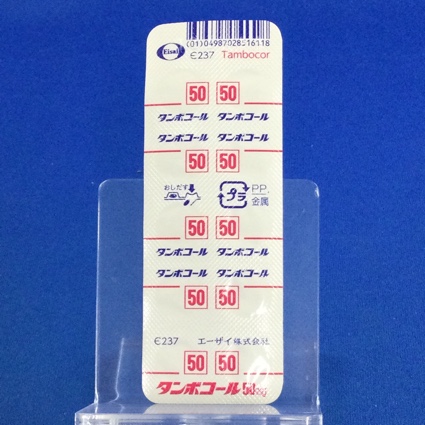 (01)04987028516118
Eisai
ϵ237 Tambocor
50 50
タンボコール タンボコール
タンボコール タンボコール
50 50
おしだす
プラ
PP.
金属
50 50
タンボコール タンボコール
タンボコール タンボコール
50 50
ϵ237 エーザイ株式会社
50 50
タンボコール 50mg